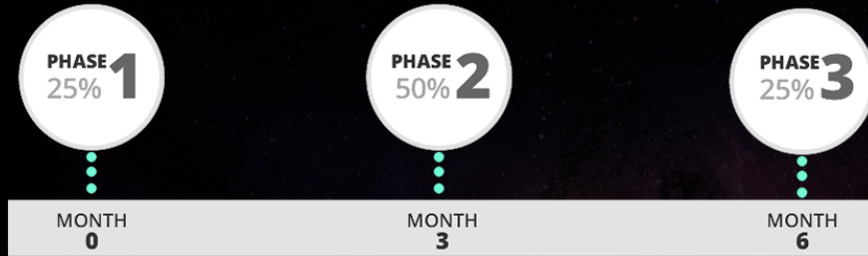 PHASE 1
25%
PHASE 2
50%
PHASE 3
25%
MONTH
0
MONTH
3
MONTH
6